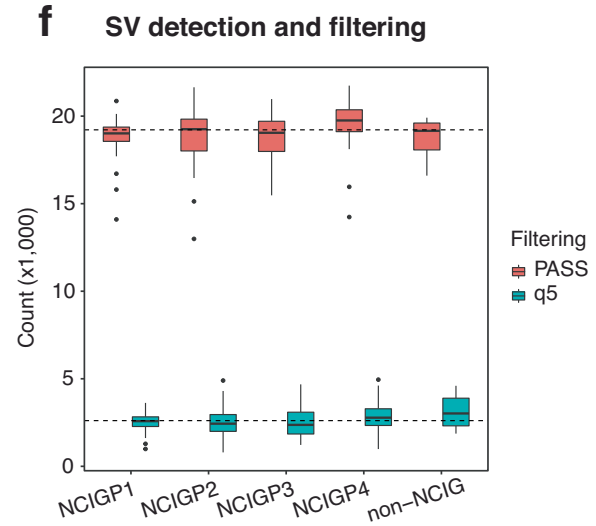 f SV detection and filtering
Count (x1,000)
20
15
10
5
0
NCIGP1 NCIGP2 NCIGP3 NCIGP4 non−NCIG
Filtering
PASS
q5